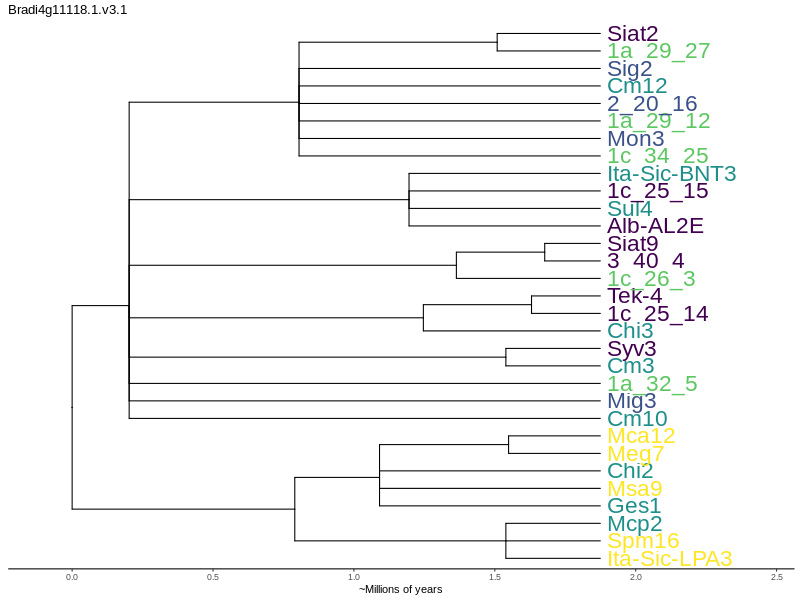 Bradi4g11118.1.v3.1
Siat2
1a_29_27
Sig2
Cm12
2_20_16
1a_29_12
Mon3
1c_34_25
Ita-Sic-BNT3
1c_25_15
Sul4
Alb-AL2E
Siat9
3_40_4
1c_26_3
Tek-4
1c_25_14
Chi3
Syv3
Cm3
1a_32_5
Mig3
Cm10
Mca12
Meg7
Chi2
Msa9
Ges1
Mcp2
Spm16
Ita-Sic-LPA3
0.0 0.5 1.0 1.5 2.0 2.5
~Millions of years